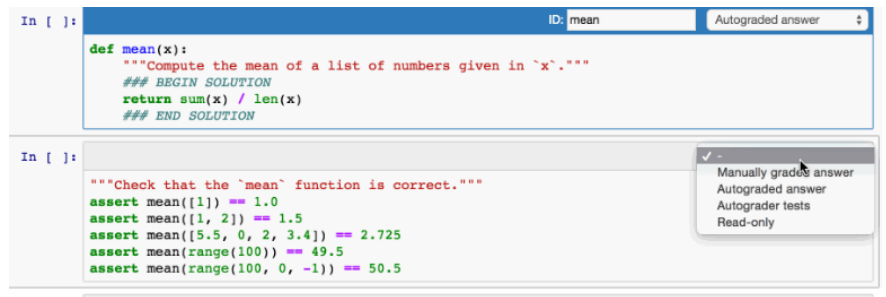 In [ ]: ID: mean Autograded answer
def mean(x):
"""Compute the mean of a list of numbers given in `x`."""
### BEGIN SOLUTION
return sum(x) / len(x)
### END SOLUTION
In [ ]: ✓ -
Manually graded answer
Autograded answer
Autograder tests
Read-only
"""Check that the `mean` function is correct."""
assert mean([1]) == 1.0
assert mean([1, 2]) == 1.5
assert mean([5.5, 0, 2, 3.4]) == 2.725
assert mean(range(100)) == 49.5
assert mean(range(100, 0, -1)) == 50.5